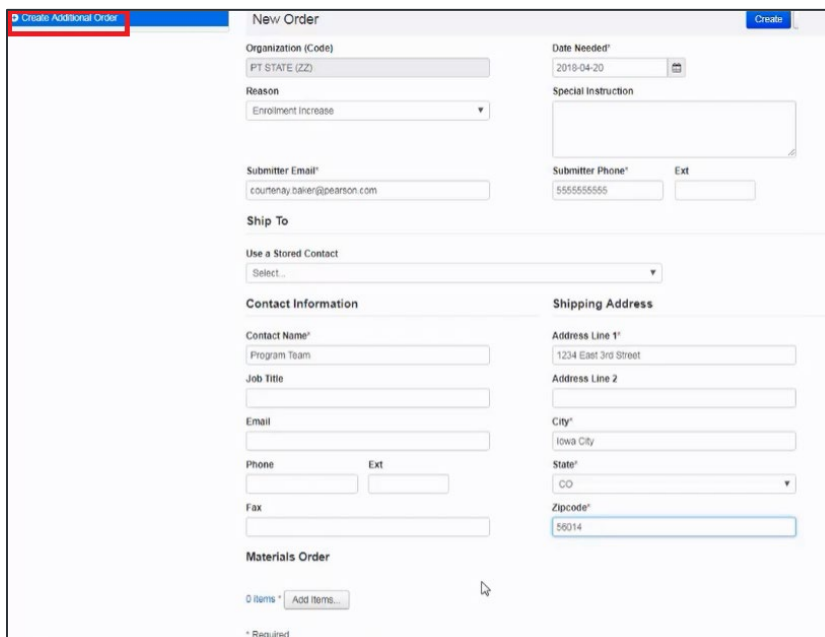 Create Additional Order
New Order
Create
Organization (Code)
PT STATE (ZZ)
Date Needed*
2018-04-20
Reason
Enrollment Increase
Special Instruction
Submitter Email*
courtenay.baker@pearson.com
Submitter Phone*
Ext
5555555555
Ship To
Use a Stored Contact
Select...
Contact Information
Shipping Address
Contact Name*
Program Team
Address Line 1*
1234 East 3rd Street
Job Title
Address Line 2
Email
City*
Iowa City
Phone
Ext
State*
CO
Fax
Zipcode*
56014
Materials Order
0 Items *
Add Items...
* Required